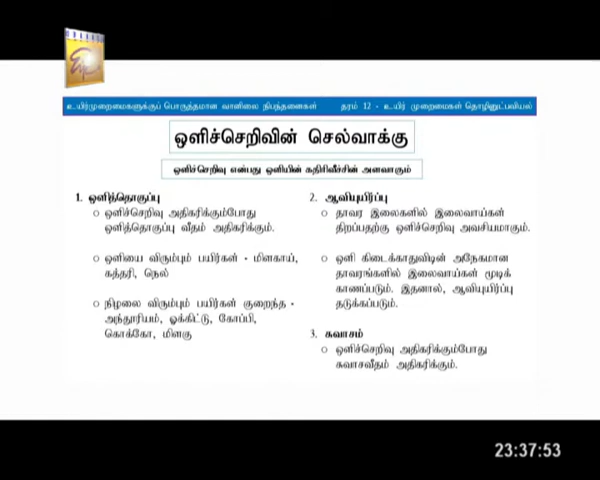 உயிர்முறைமைகளுக்குப் பொருத்தமான வானிலை நிபந்தனைகள்
தரம் 12 - உயிர் முறைமைகள் தொழினுட்பவியல்
ஒளிச்செறிவின் செல்வாக்கு
ஒளிச்செறிவு என்பது ஒளியின் கதிர்வீச்சின் அளவாகும்
1. ஒளித்தொகுப்பு
o ஒளிச்செறிவு அதிகரிக்கும்போது
ஒளித்தொகுப்பு வீதம் அதிகரிக்கும்.
o ஒளியை விரும்பும் பயிர்கள் - மிளகாய்,
கத்தரி, நெல்
o நிழலை விரும்பும் பயிர்கள் குறைந்த -
அந்தூரியம், ஓக்கிட்டு, கோப்பி,
கொக்கோ, மிளகு
2. ஆவியுயிர்ப்பு
o தாவர இலைகளில் இலைவாய்கள்
திறப்பதற்கு ஒளிச்செறிவு அவசியமாகும்.
o ஒளி கிடைக்காதுவிடின் அநேகமான
தாவரங்களில் இலைவாய்கள் மூடிக்
காணப்படும். இதனால், ஆவியுயிர்ப்பு
தடுக்கப்படும்.
3. சுவாசம்
o ஒளிச்செறிவு அதிகரிக்கும்போது
சுவாசவீதம் அதிகரிக்கும்.
23:37:53